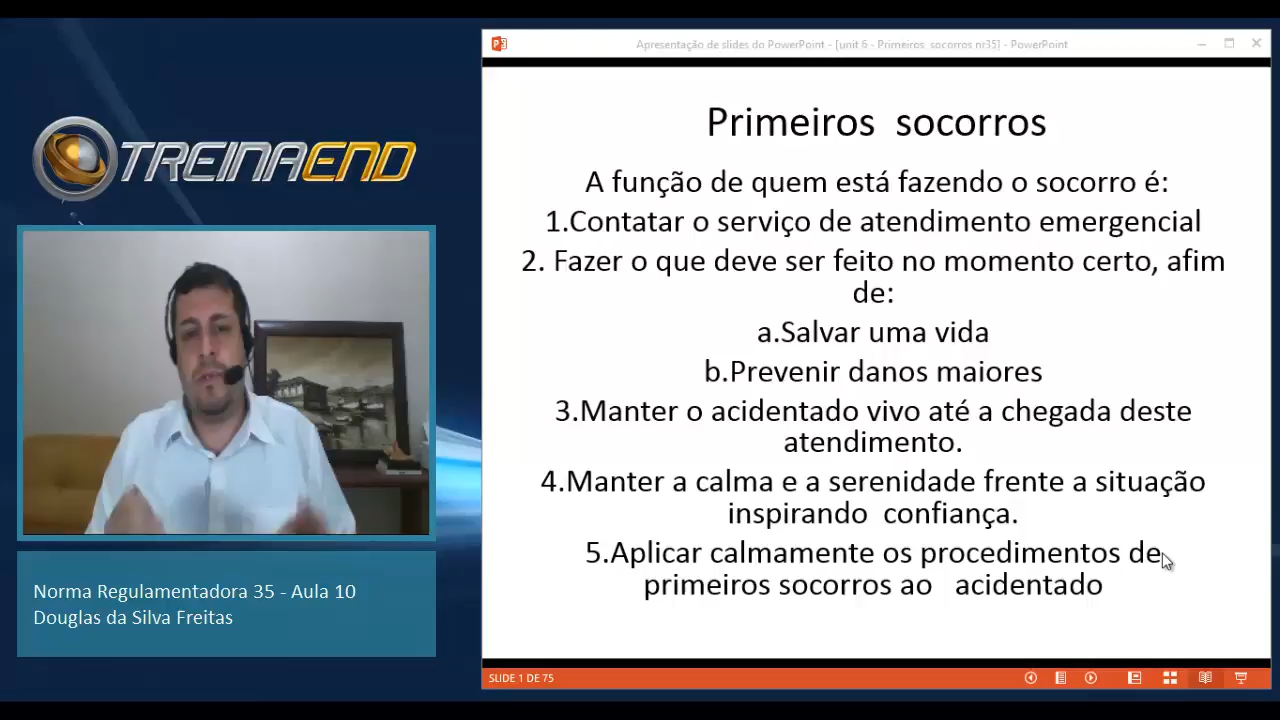 Apresentação de slides do PowerPoint - [unit 6 - Primeiros socorros nr35] - PowerPoint
TREINAEND
Primeiros socorros
A função de quem está fazendo o socorro é:
1.Contatar o serviço de atendimento emergencial
2. Fazer o que deve ser feito no momento certo, afim
de:
a.Salvar uma vida
b.Prevenir danos maiores
3.Manter o acidentado vivo até a chegada deste
atendimento.
4.Manter a calma e a serenidade frente a situação
inspirando confiança.
5.Aplicar calmamente os procedimentos de
primeiros socorros ao acidentado
Norma Regulamentadora 35 - Aula 10
Douglas da Silva Freitas
SLIDE 1 DE 75